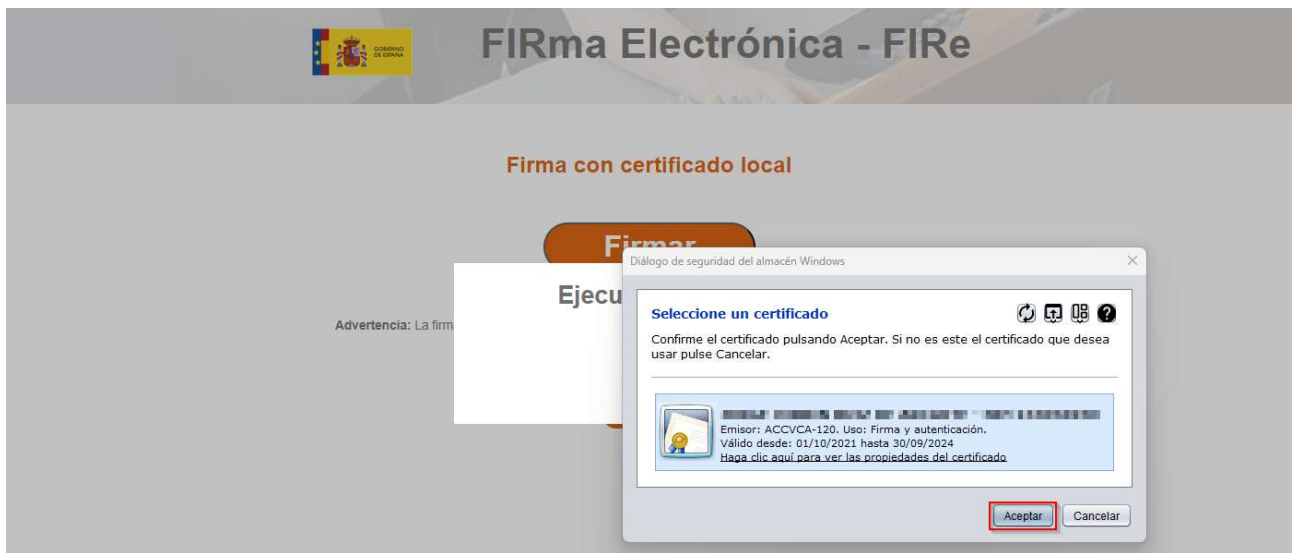 GOBIERNO
DE ESPAÑA
FIRma Electrónica - FIRe
Firma con certificado local
Firmar
Ejecu
Advertencia: La firm
Diálogo de seguridad del almacén Windows
Seleccione un certificado
Confirme el certificado pulsando Aceptar. Si no es este el certificado que desea
usar pulse Cancelar.
Emisor: ACCVCA-120. Uso: Firma y autenticación.
Válido desde: 01/10/2021 hasta 30/09/2024
Haga clic aquí para ver las propiedades del certificado
Aceptar
Cancelar